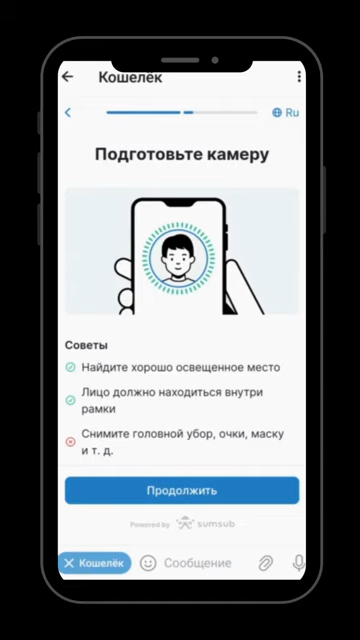 Кошелёк
Ru
Подготовьте камеру
Советы
Найдите хорошо освещенное место
Лицо должно находиться внутри
рамки
Снимите головной убор, очки, маску
и т. д.
Продолжить
Powered by sumsub
Кошелёк
Сообщение